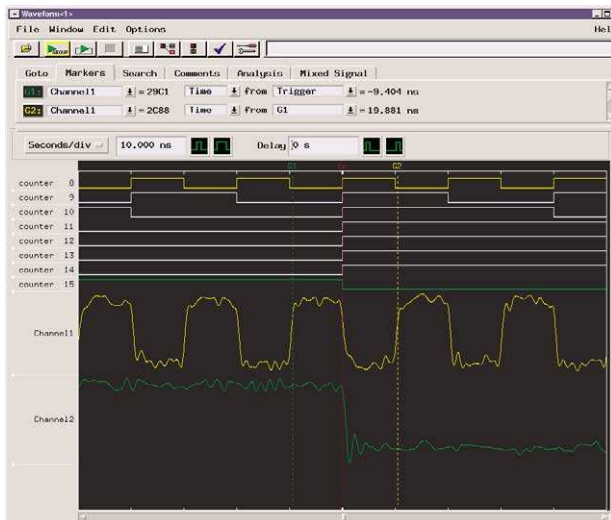 Waveform<1>
File Window Edit Options Hel
Goto Markers Search Comments Analysis Mixed Signal
G1: Channel1 = 29C1 Time from Trigger = -9.404 ns
G2: Channel1 = 2C88 Time from G1 = 19.881 ns
Seconds/div 10.000 ns Delay 0 s
G1 G2
counter 8
counter 9
counter 10
counter 11
counter 12
counter 13
counter 14
counter 15
Channel1
Channel2